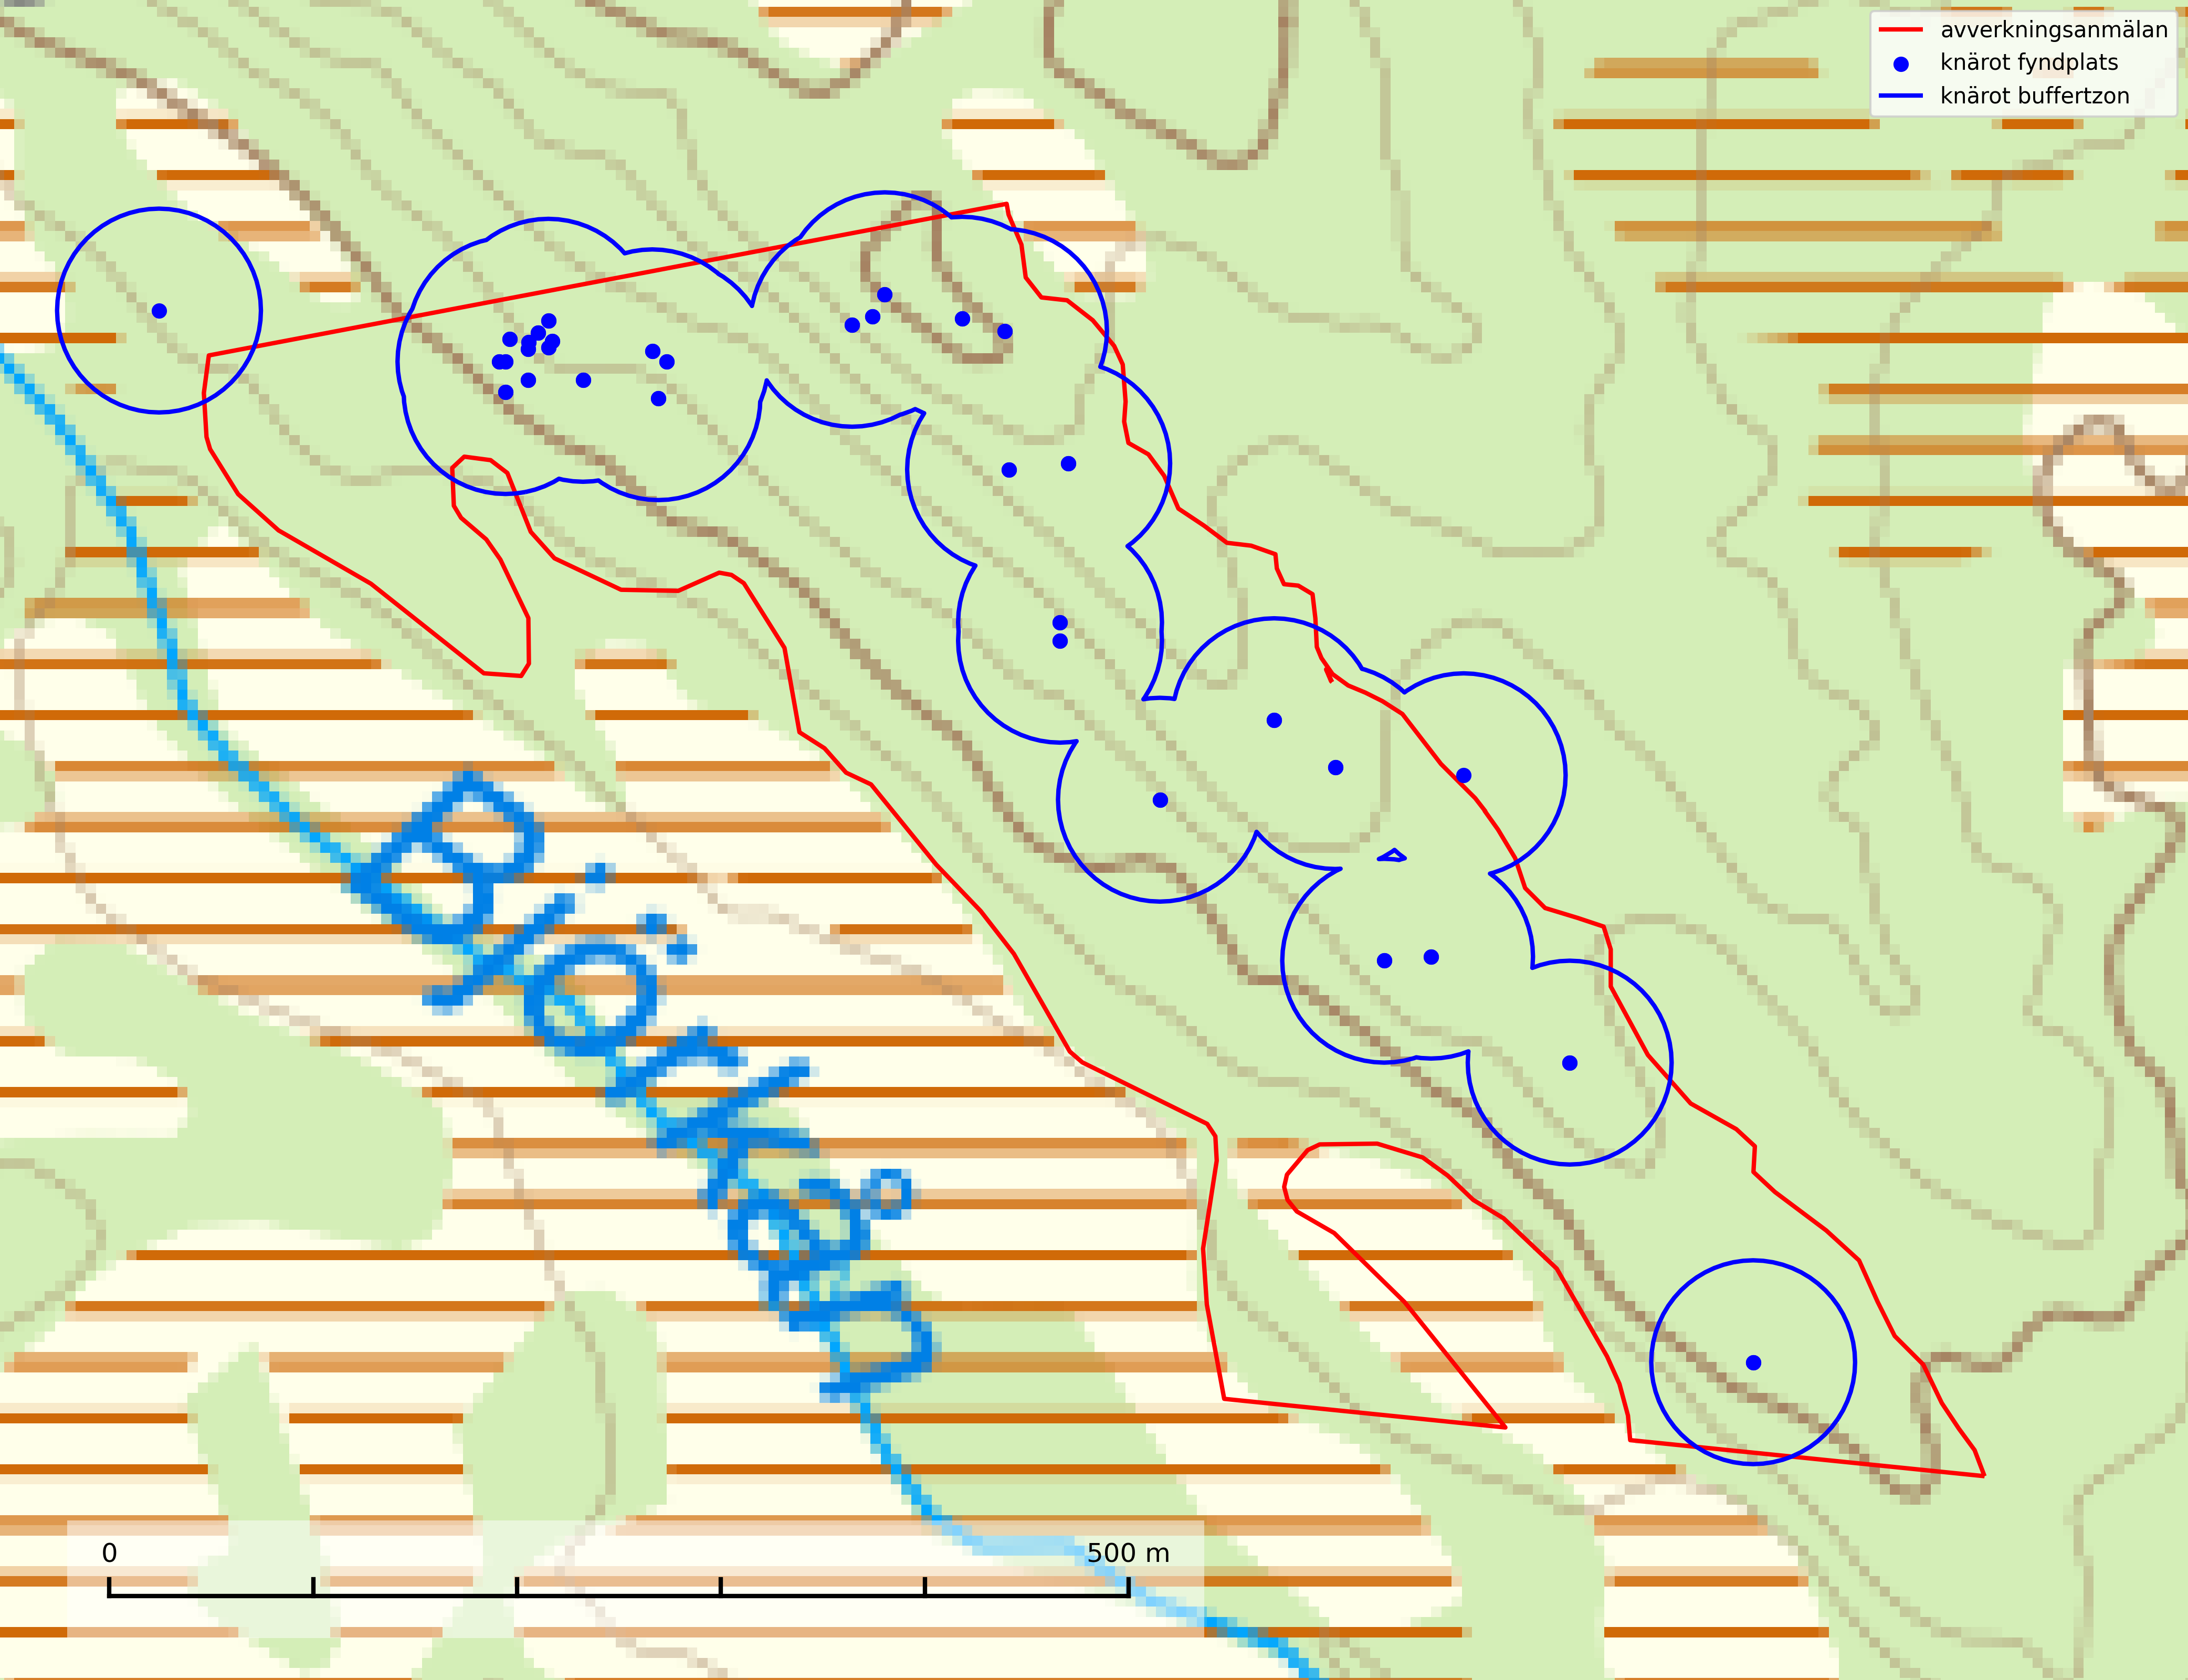 avverkningsanmälan
knärot fyndplats
knärot buffertzon
Björkån
0 500 m